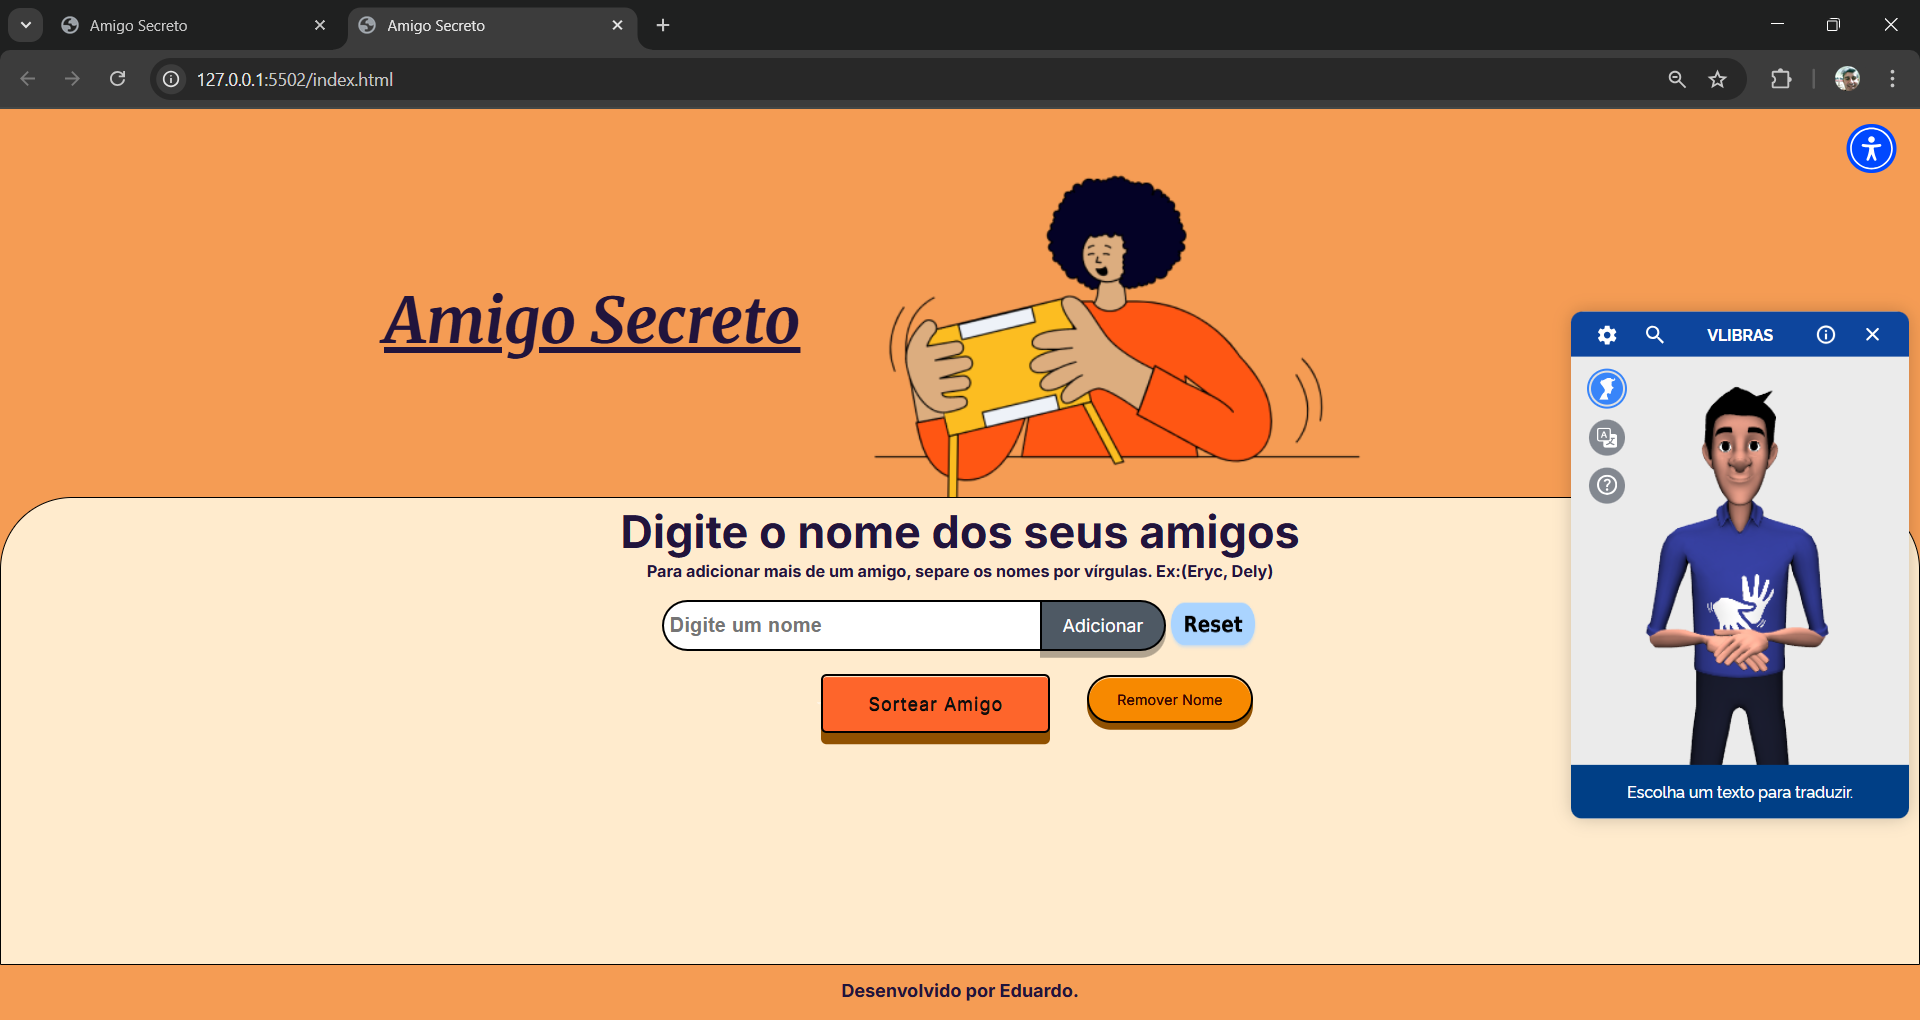 Amigo Secreto
Amigo Secreto
127.0.0.1:5502/index.html
Amigo Secreto
VLIBRAS
Digite o nome dos seus amigos
Para adicionar mais de um amigo, separe os nomes por vírgulas. Ex:(Eryc, Dely)
Digite um nome
Adicionar
Reset
Sortear Amigo
Remover Nome
Escolha um texto para traduzir.
Desenvolvido por Eduardo.